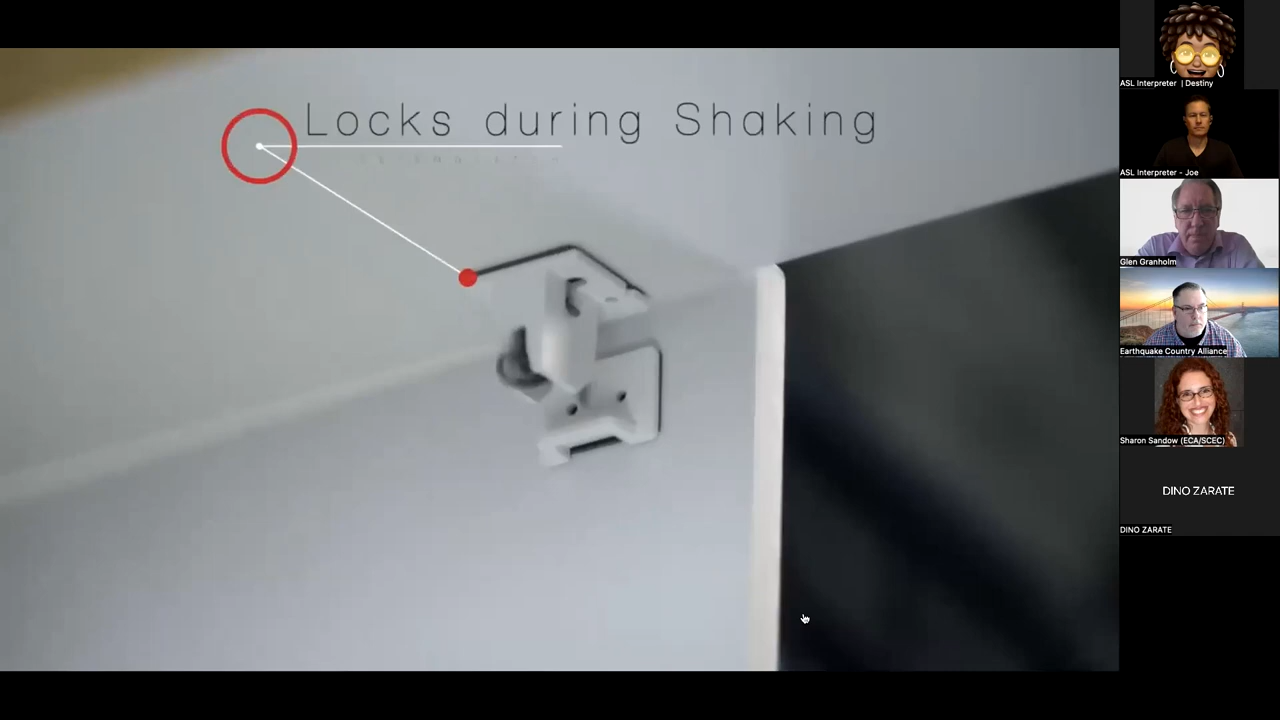 Locks during Shaking
ASL Interpreter | Destiny
ASL Interpreter - Joe
Glen Granholm
Earthquake Country Alliance
Sharon Sandow (ECA/SCEC)
DINO ZARATE
DINO ZARATE